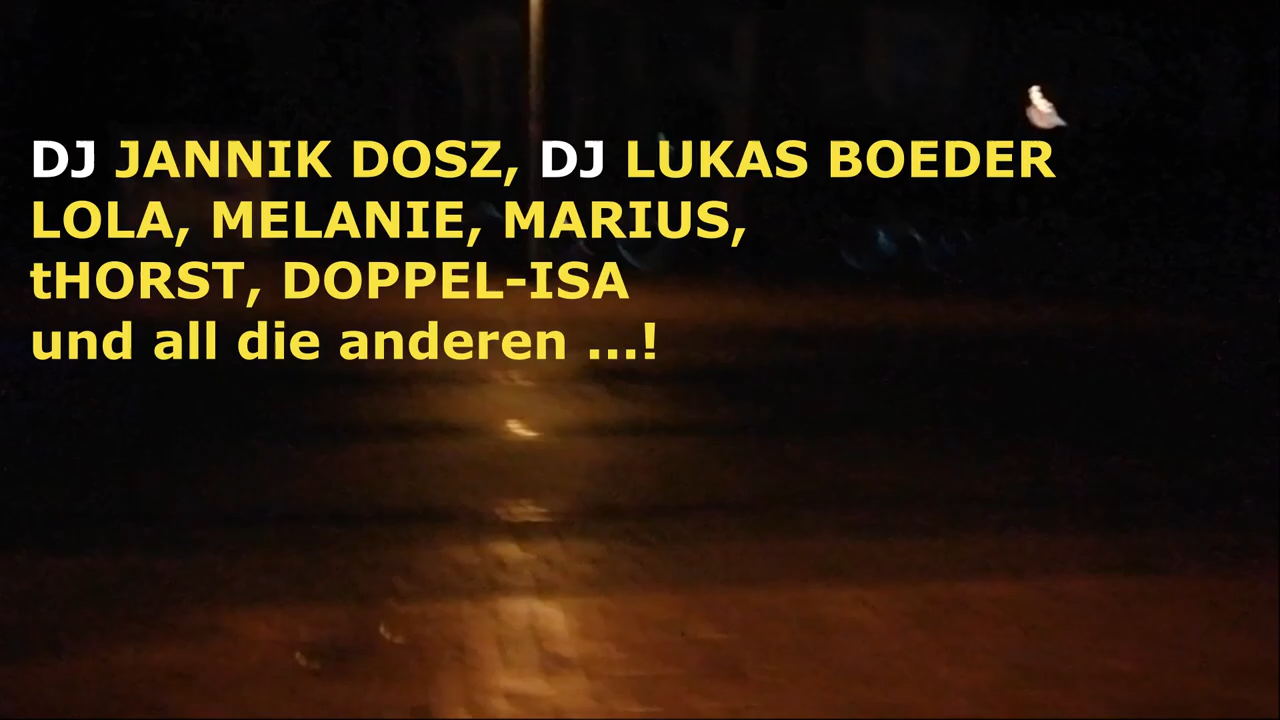 DJ JANNIK DOSZ, DJ LUKAS BOEDER
LOLA, MELANIE, MARIUS,
tHORST, DOPPEL-ISA
und all die anderen ...!